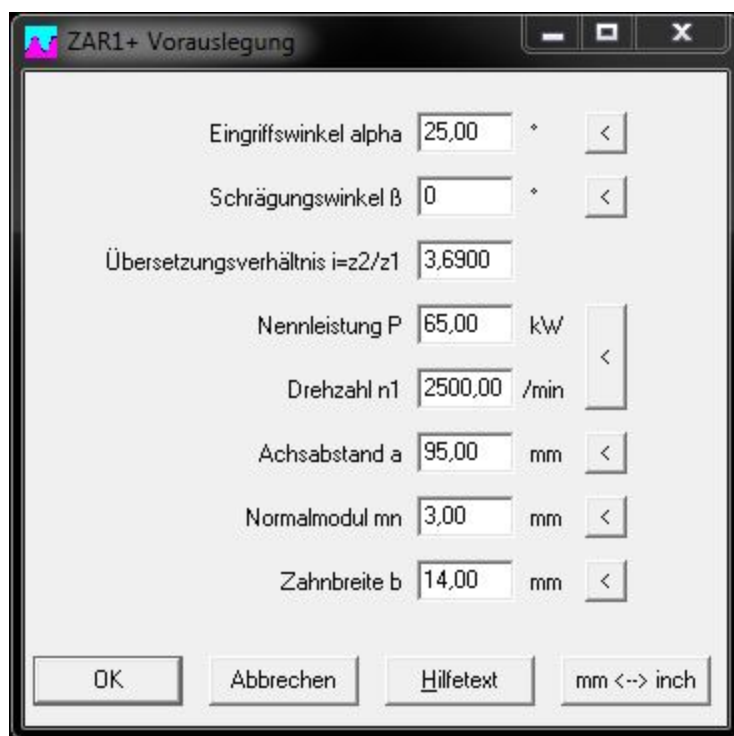 ZAR1+ Vorauslegung
Eingriffswinkel alpha 25,00 ° <
Schrägungswinkel ß 0 ° <
Übersetzungsverhältnis i=z2/z1 3,6900
Nennleistung P 65,00 kW
<
Drehzahl n1 2500,00 /min
Achsabstand a 95,00 mm <
Normalmodul mn 3,00 mm <
Zahnbreite b 14,00 mm <
OK Abbrechen Hilfetext mm <--> inch